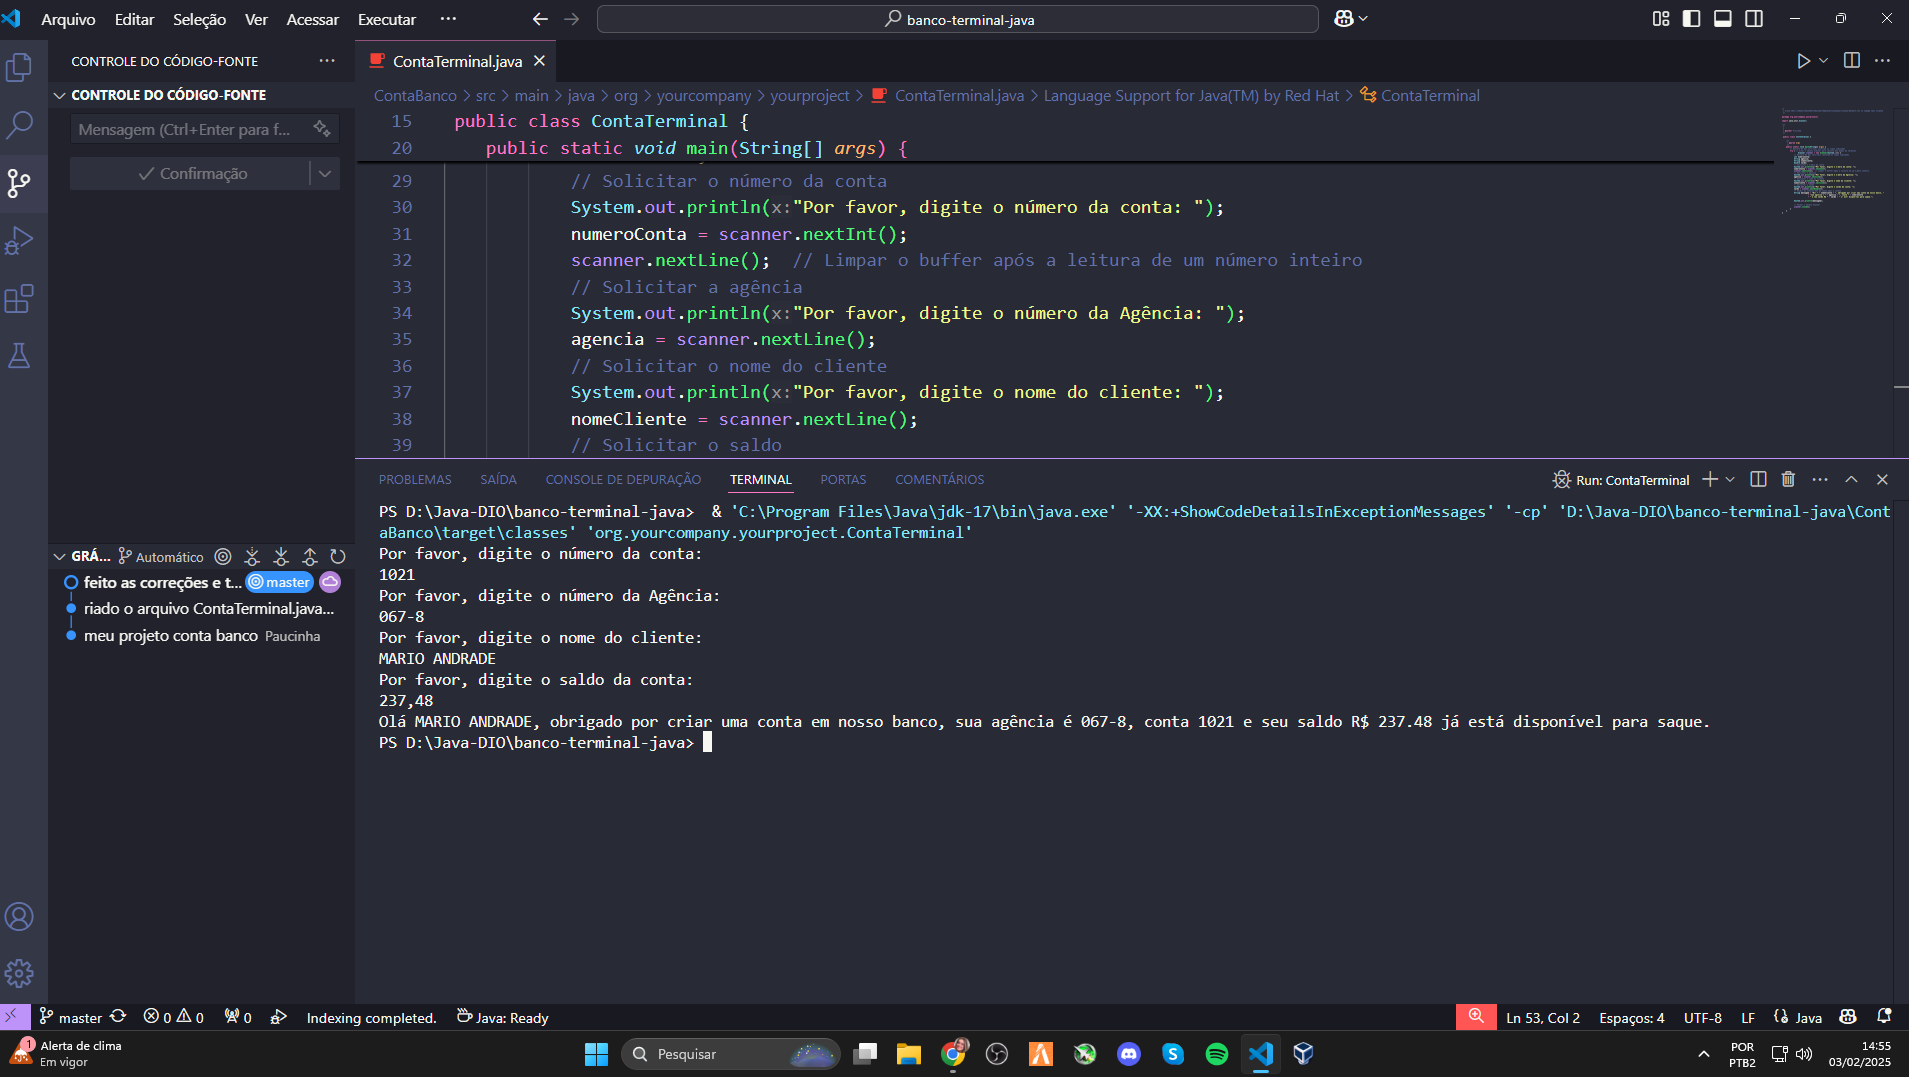 Arquivo Editar Seleção Ver Acessar Executar ···
banco-terminal-java
CONTROLE DO CÓDIGO-FONTE ···
CONTROLE DO CÓDIGO-FONTE
Mensagem (Ctrl+Enter para f...
Confirmação
GRÁ... Automático
feito as correções e t... master
riado o arquivo ContaTerminal.java...
meu projeto conta banco Paucinha
ContaTerminal.java
ContaBanco > src > main > java > org > yourcompany > yourproject > ContaTerminal.java > Language Support for Java(TM) by Red Hat > ContaTerminal
15 public class ContaTerminal {
20 public static void main(String[] args) {
29 // Solicitar o número da conta
30 System.out.println(x:"Por favor, digite o número da conta: ");
31 numeroConta = scanner.nextInt();
32 scanner.nextLine(); // Limpar o buffer após a leitura de um número inteiro
33 // Solicitar a agência
34 System.out.println(x:"Por favor, digite o número da Agência: ");
35 agencia = scanner.nextLine();
36 // Solicitar o nome do cliente
37 System.out.println(x:"Por favor, digite o nome do cliente: ");
38 nomeCliente = scanner.nextLine();
39 // Solicitar o saldo
PROBLEMAS SAÍDA CONSOLE DE DEPURAÇÃO TERMINAL PORTAS COMENTÁRIOS
Run: ContaTerminal
PS D:\Java-DIO\banco-terminal-java>  & 'C:\Program Files\Java\jdk-17\bin\java.exe' '-XX:+ShowCodeDetailsInExceptionMessages' '-cp' 'D:\Java-DIO\banco-terminal-java\Cont
aBanco\target\classes' 'org.yourcompany.yourproject.ContaTerminal'
Por favor, digite o número da conta:
1021
Por favor, digite o número da Agência:
067-8
Por favor, digite o nome do cliente:
MARIO ANDRADE
Por favor, digite o saldo da conta:
237,48
Olá MARIO ANDRADE, obrigado por criar uma conta em nosso banco, sua agência é 067-8, conta 1021 e seu saldo R$ 237.48 já está disponível para saque.
PS D:\Java-DIO\banco-terminal-java>
master 0 0 0 Indexing completed. Java: Ready
Ln 53, Col 2 Espaços: 4 UTF-8 LF Java
1 Alerta de clima
Em vigor
Pesquisar
POR
PTB2
14:55
03/02/2025